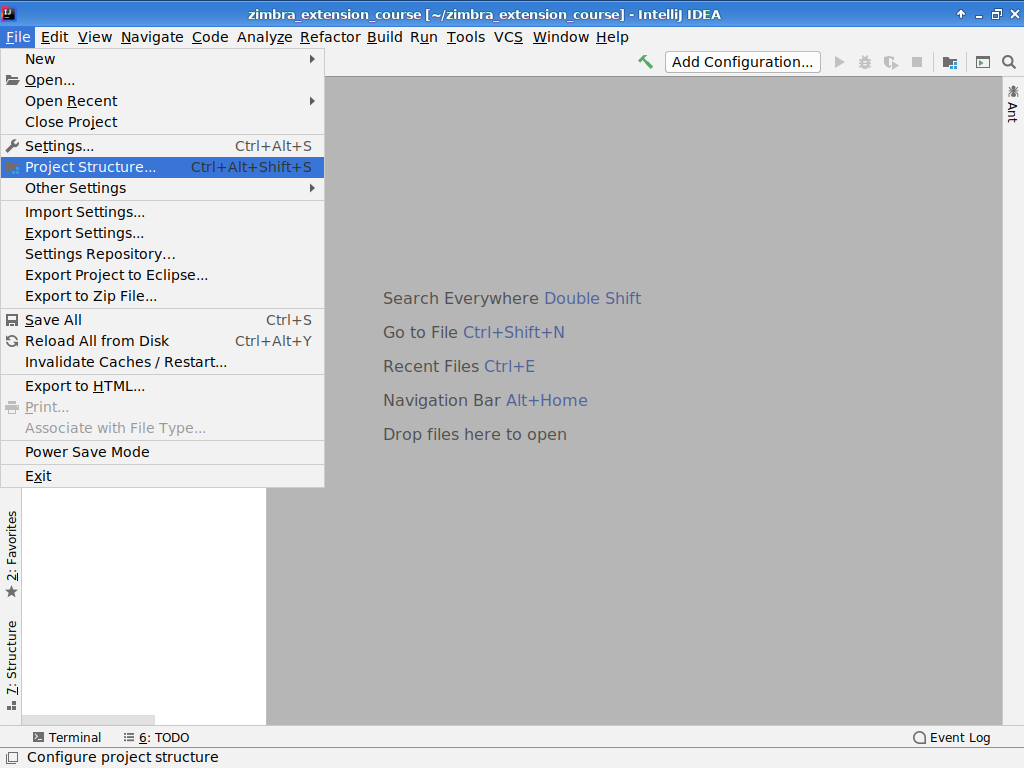 zimbra_extension_course [~/zimbra_extension_course] - IntelliJ IDEA
File Edit View Navigate Code Analyze Refactor Build Run Tools VCS Window Help
Add Configuration...
New
Open...
Open Recent
Close Project
Settings... Ctrl+Alt+S
Project Structure... Ctrl+Alt+Shift+S
Other Settings
Import Settings...
Export Settings...
Settings Repository...
Export Project to Eclipse...
Export to Zip File...
Save All Ctrl+S
Reload All from Disk Ctrl+Alt+Y
Invalidate Caches / Restart...
Export to HTML...
Print...
Associate with File Type...
Power Save Mode
Exit
Search Everywhere Double Shift
Go to File Ctrl+Shift+N
Recent Files Ctrl+E
Navigation Bar Alt+Home
Drop files here to open
Ant
2: Favorites
7: Structure
Terminal 6: TODO Event Log
Configure project structure